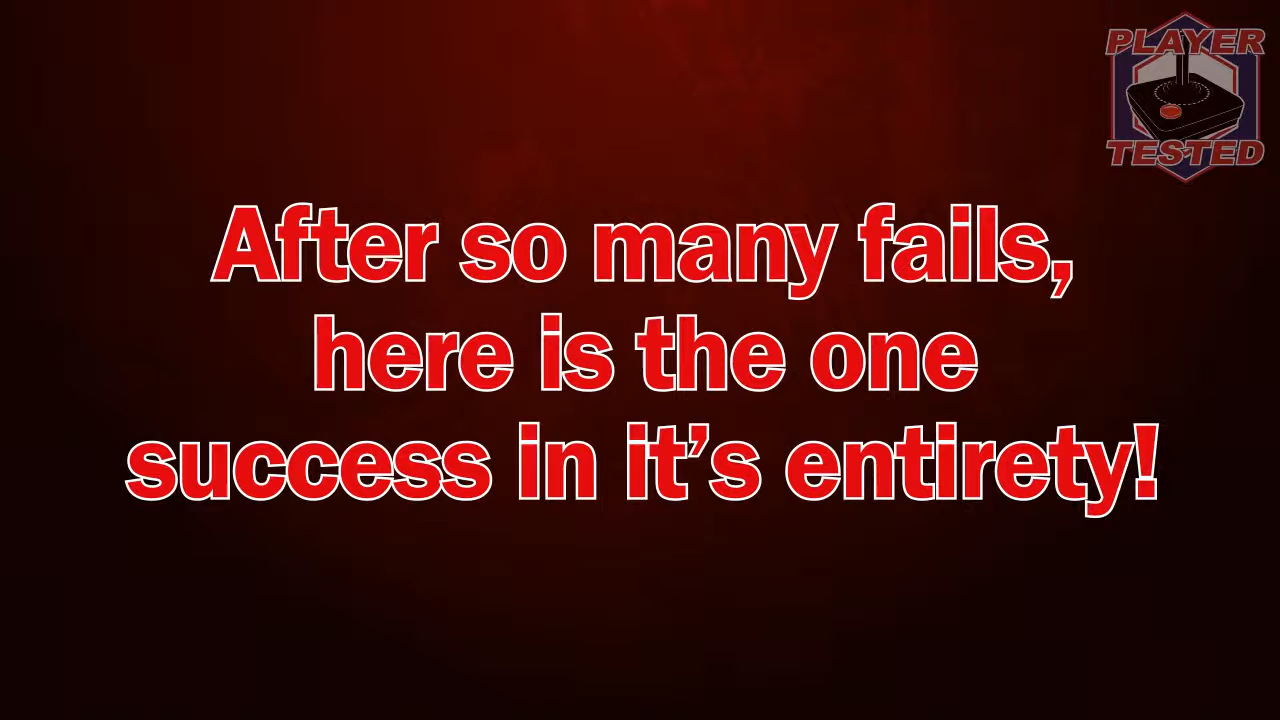 PLAYER
TESTED
After so many fails,
here is the one
success in it’s entirety!